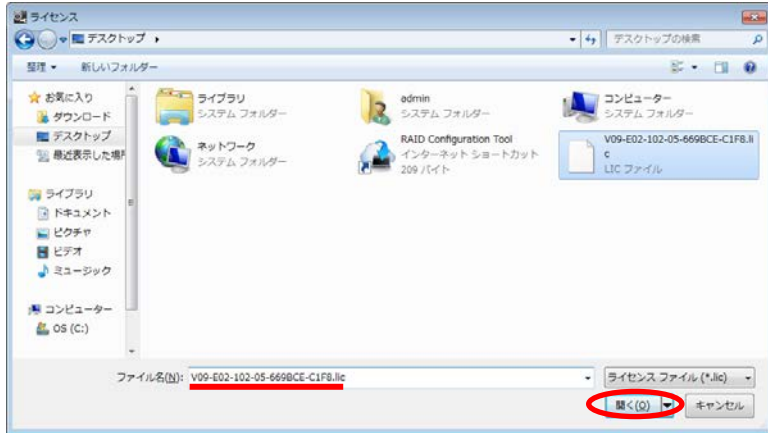 ライセンス
デスクトップ
デスクトップの検索
整理
新しいフォルダー
お気に入り
ダウンロード
デスクトップ
最近表示した場所
ライブラリ
ドキュメント
ピクチャ
ビデオ
ミュージック
コンピューター
OS (C:)
ライブラリ
システム フォルダー
admin
システム フォルダー
コンピューター
システム フォルダー
ネットワーク
システム フォルダー
RAID Configuration Tool
インターネット ショートカット
209 バイト
V09-E02-102-05-669BCE-C1F8.li
c
LIC ファイル
ファイル名(N):
V09-E02-102-05-669BCE-C1F8.lic
ライセンス ファイル (*.lic)
開く(O)
キャンセル